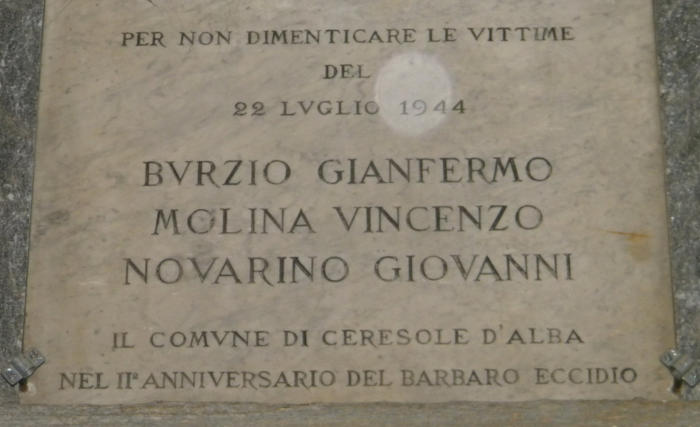 PER NON DIMENTICARE LE VITTIME
DEL
22 LVGLIO 1944
BVRZIO GIANFERMO
MOLINA VINCENZO
NOVARINO GIOVANNI
IL COMVNE DI CERESOLE D'ALBA
NEL IIº ANNIVERSARIO DEL BARBARO ECCIDIO